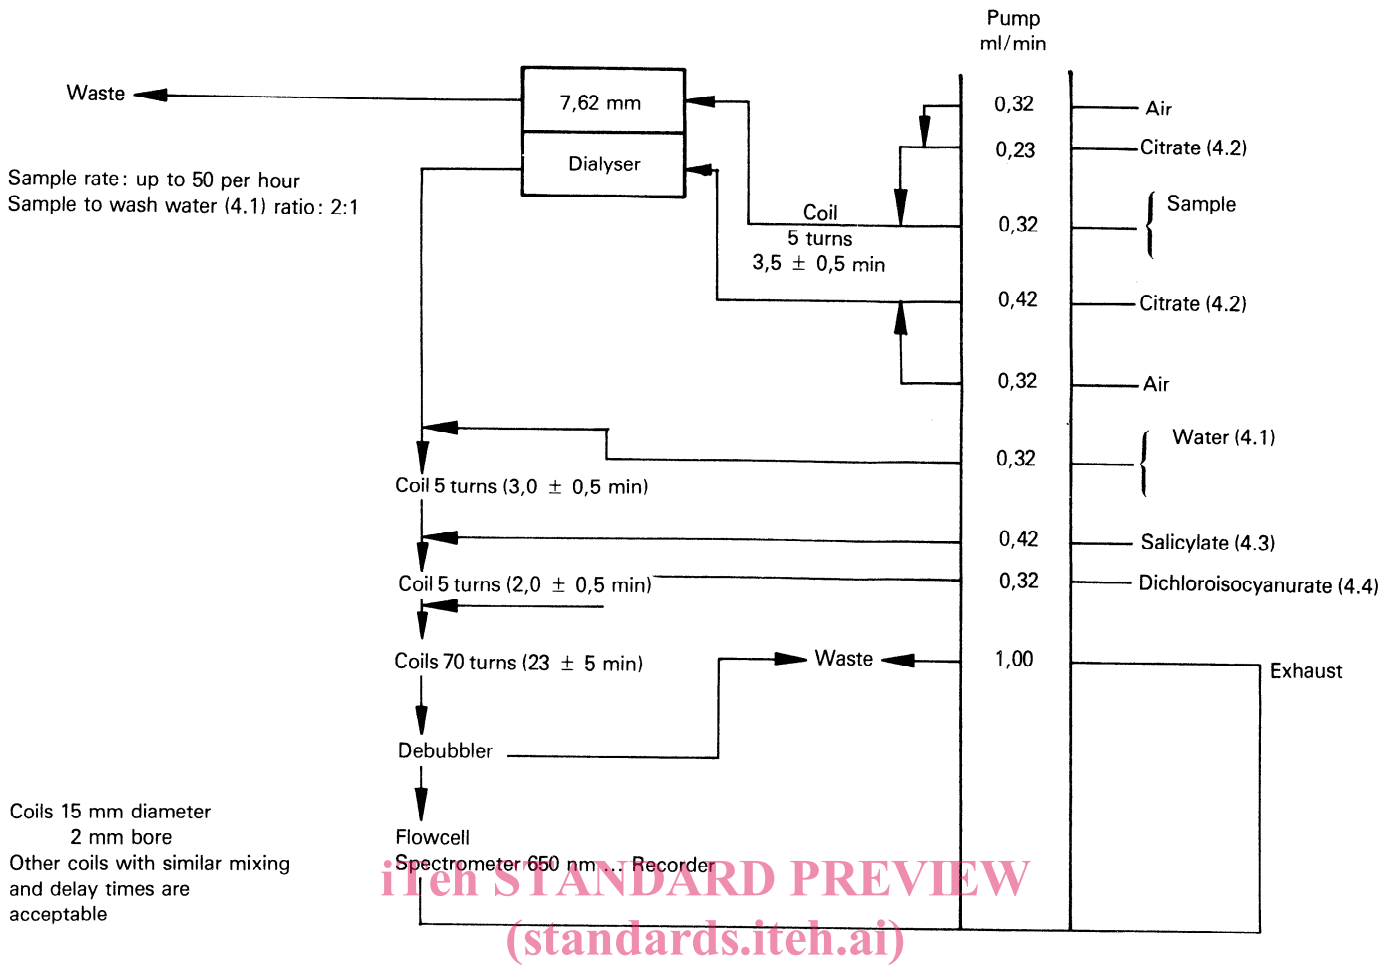 Pump
ml/min
Waste
7,62 mm
0,32
Air
Dialyser
0,23
Citrate (4.2)
Sample rate: up to 50 per hour
Sample to wash water (4.1) ratio: 2:1
Coil
5 turns
3,5 ± 0,5 min
0,32
Sample
0,42
Citrate (4.2)
0,32
Air
0,32
Water (4.1)
Coil 5 turns (3,0 ± 0,5 min)
0,42
Salicylate (4.3)
Coil 5 turns (2,0 ± 0,5 min)
0,32
Dichloroisocyanurate (4.4)
Coils 70 turns (23 ± 5 min)
Waste
1,00
Exhaust
Debubbler
Coils 15 mm diameter
2 mm bore
Other coils with similar mixing
and delay times are
acceptable
Flowcell
Spectrometer 650 nm ... Recorder
iTeh STANDARD PREVIEW
(standards.iteh.ai)